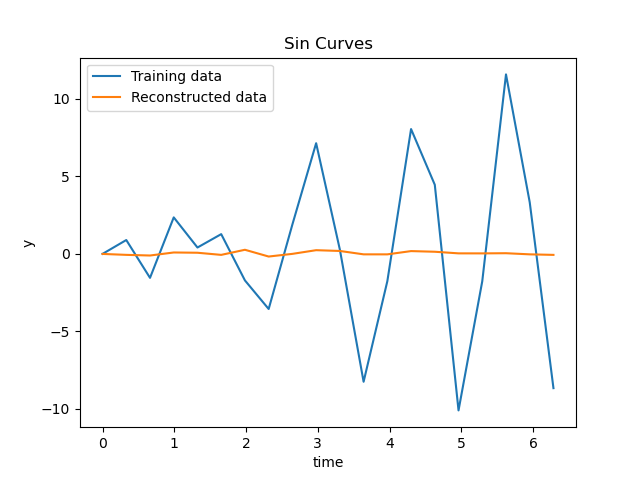 Sin Curves
Training data
Reconstructed data
10
5
0
−5
−10
y
0 1 2 3 4 5 6
time